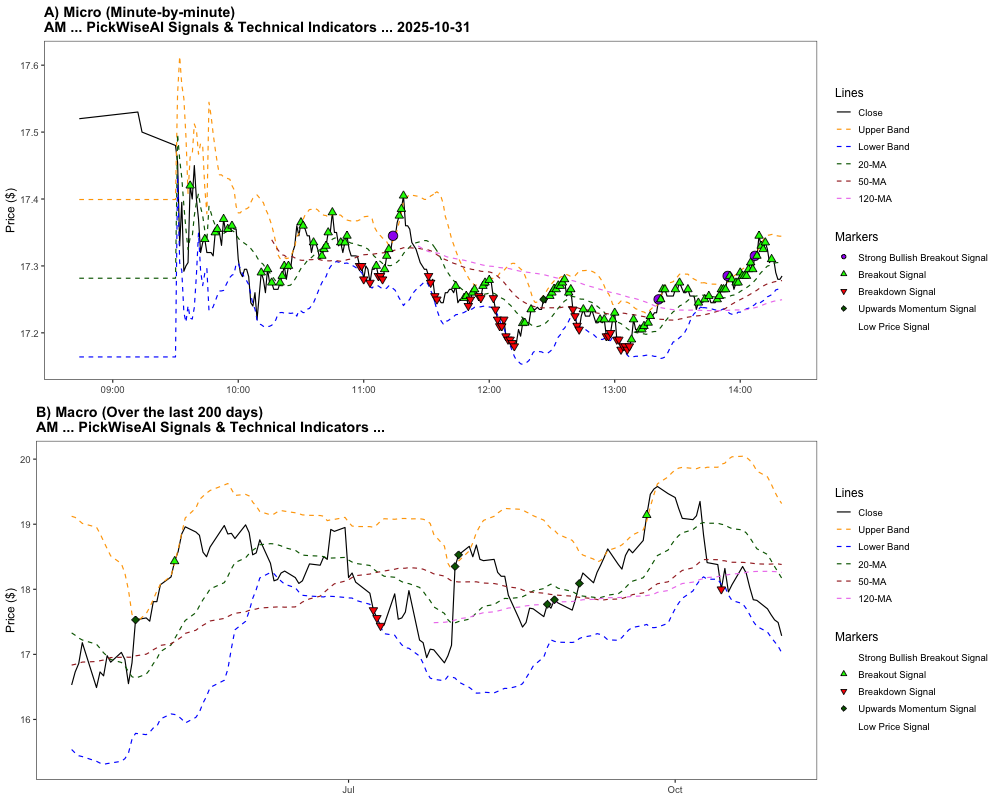 A) Micro (Minute-by-minute)
AM ... PickWiseAI Signals & Technical Indicators ... 2025-10-31
17.6
17.5
17.4
17.3
17.2
Price ($)
09:00
10:00
11:00
12:00
13:00
14:00
Lines
Close
Upper Band
Lower Band
20-MA
50-MA
120-MA
Markers
Strong Bullish Breakout Signal
Breakout Signal
Breakdown Signal
Upwards Momentum Signal
Low Price Signal
B) Macro (Over the last 200 days)
AM ... PickWiseAI Signals & Technical Indicators ...
20
19
18
17
16
Price ($)
Jul
Oct
Lines
Close
Upper Band
Lower Band
20-MA
50-MA
120-MA
Markers
Strong Bullish Breakout Signal
Breakout Signal
Breakdown Signal
Upwards Momentum Signal
Low Price Signal